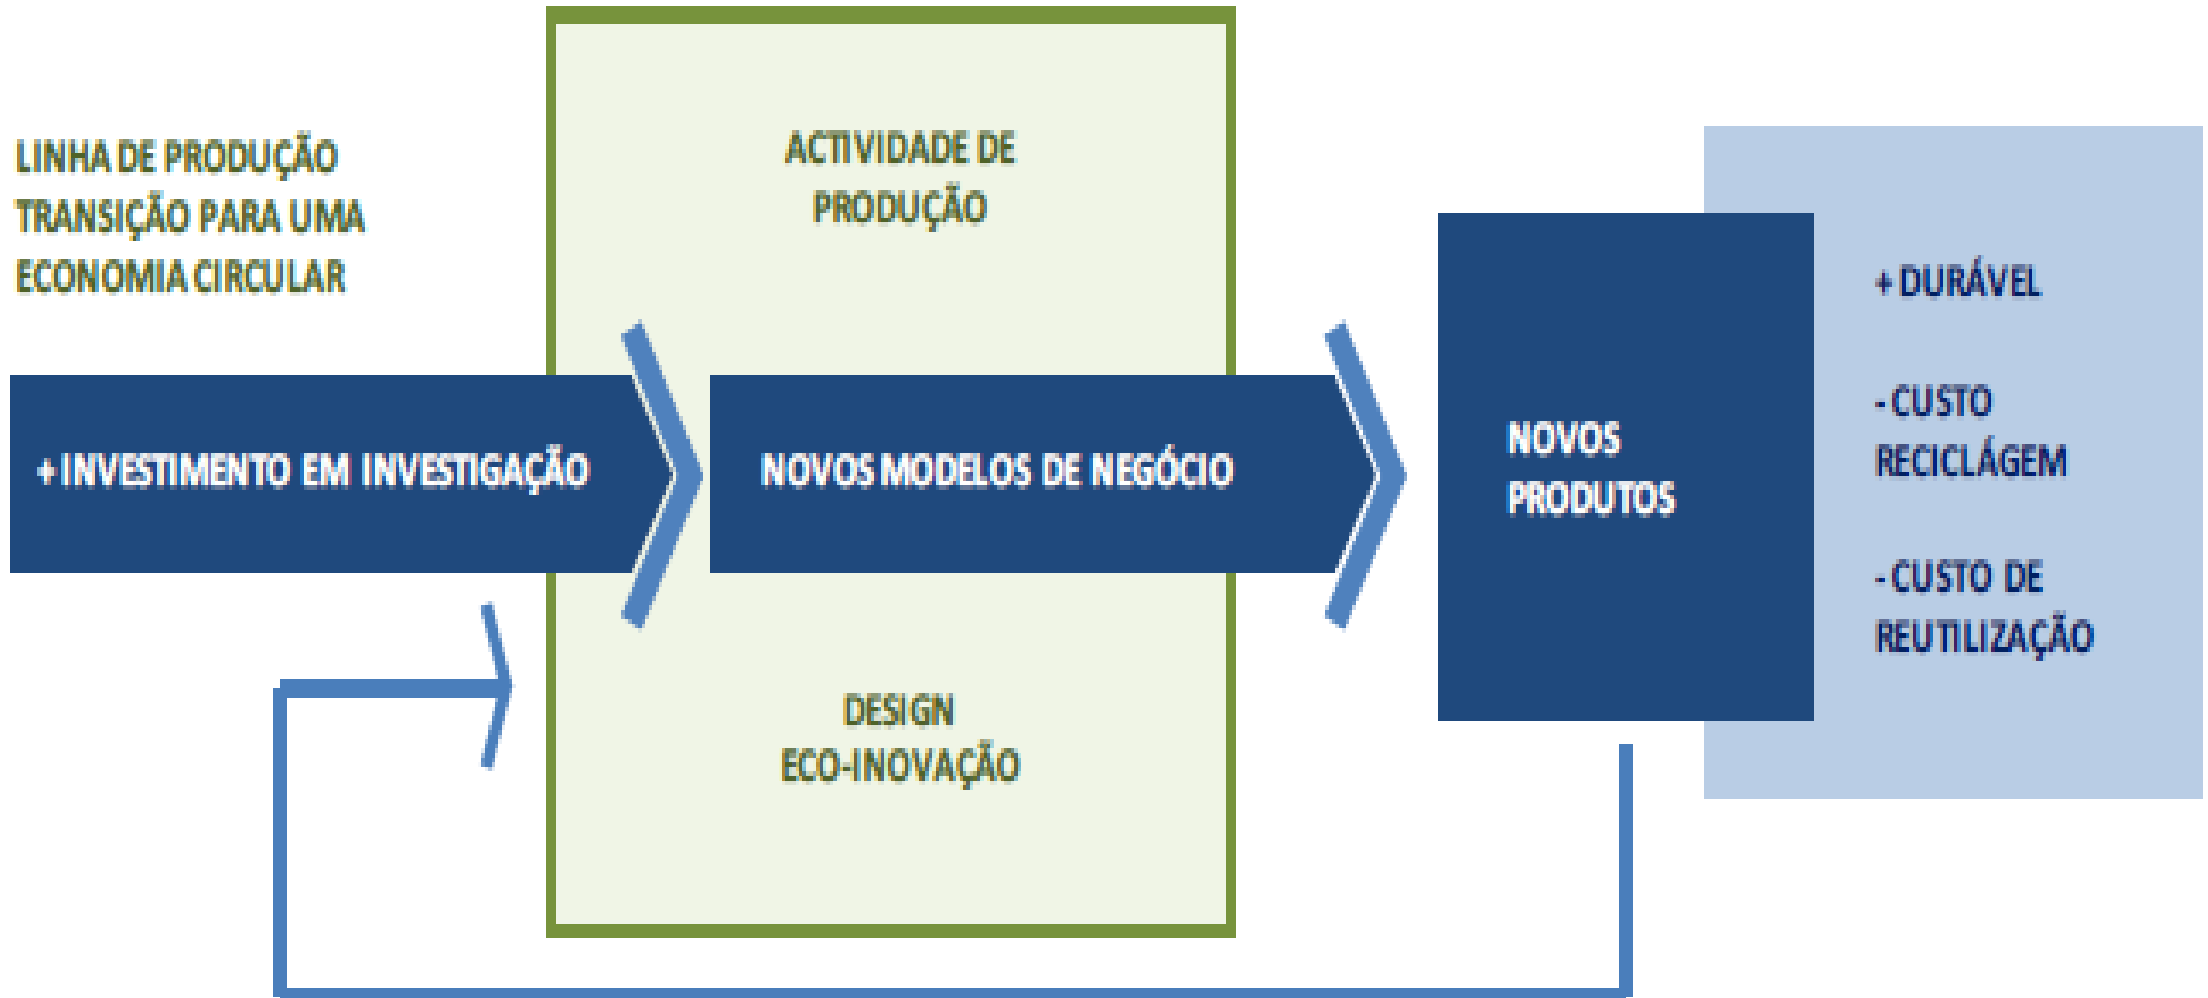 LINHA DE PRODUÇÃO
TRANSIÇÃO PARA UMA
ECONOMIA CIRCULAR
ACTIVIDADE DE
PRODUÇÃO
+ INVESTIMENTO EM INVESTIGAÇÃO
NOVOS MODELOS DE NEGÓCIO
DESIGN
ECO-INOVAÇÃO
NOVOS
PRODUTOS
+ DURÁVEL
- CUSTO
RECICLÁGEM
- CUSTO DE
REUTILIZAÇÃO